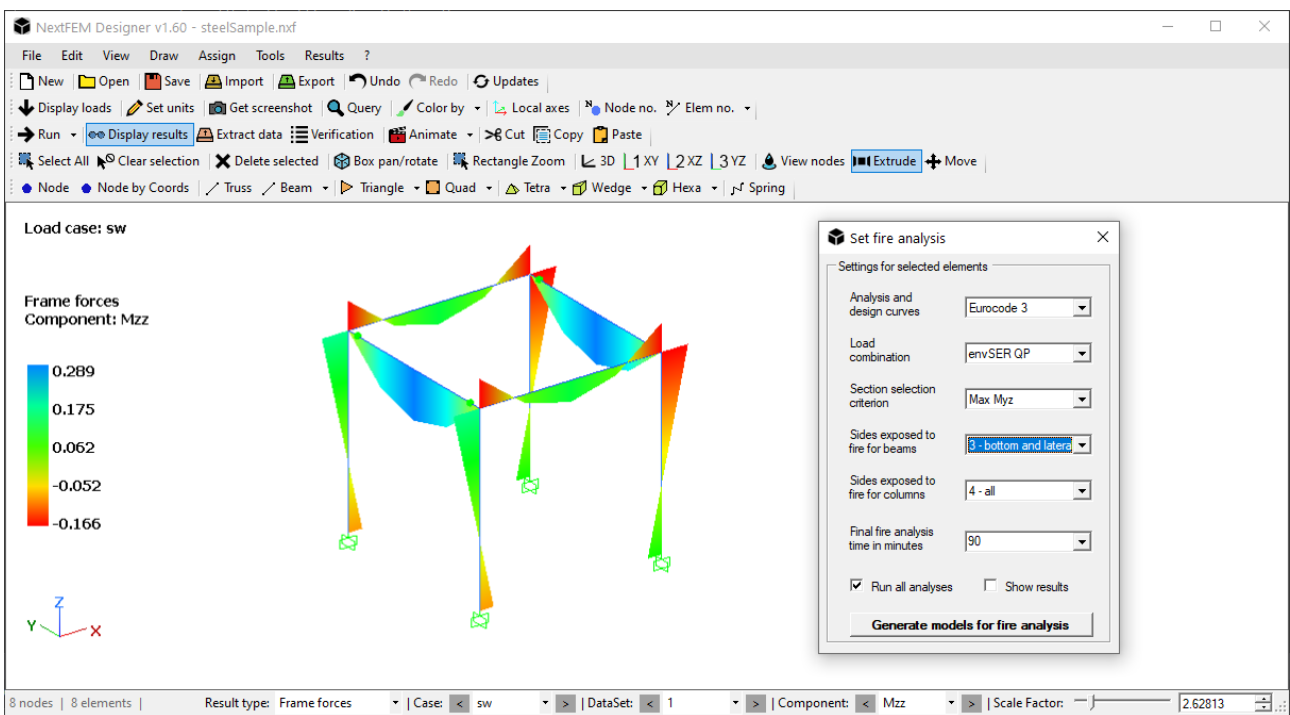 NextFEM Designer v1.60 - steelSample.nxf
File Edit View Draw Assign Tools Results ?
New Open Save Import Export Undo Redo Updates
Display loads Set units Get screenshot Query Color by Local axes Node no. Elem no.
Run Display results Extract data Verification Animate Cut Copy Paste
Select All Clear selection Delete selected Box pan/rotate Rectangle Zoom 3D 1 XY 2 XZ 3 YZ View nodes Extrude Move
Node Node by Coords Truss Beam Triangle Quad Tetra Wedge Hexa Spring
Load case: sw
Frame forces
Component: Mzz
0.289
0.175
0.062
-0.052
-0.166
Z
Y
X
Set fire analysis
Settings for selected elements
Analysis and
design curves
Eurocode 3
Load
combination
envSER QP
Section selection
criterion
Max Myz
Sides exposed to
fire for beams
3 - bottom and latera
Sides exposed to
fire for columns
4 - all
Final fire analysis
time in minutes
90
Run all analyses
Show results
Generate models for fire analysis
8 nodes | 8 elements | Result type: Frame forces | Case: < sw > | DataSet: < 1 > | Component: < Mzz > | Scale Factor: 2.62813